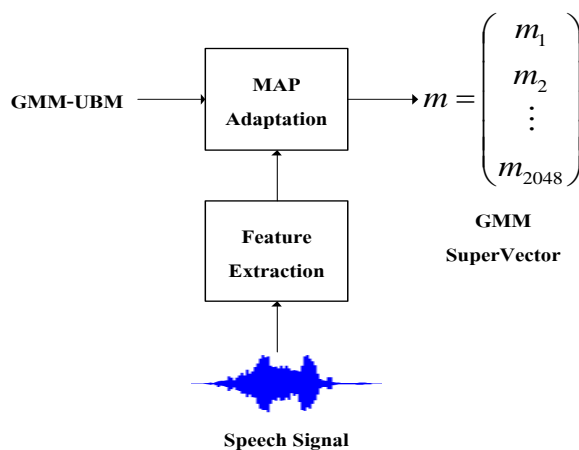 GMM-UBM
MAP
Adaptation
m = ( m₁
m₂
⋮
m₂₀₄₈ )
GMM
SuperVector
Feature
Extraction
Speech Signal